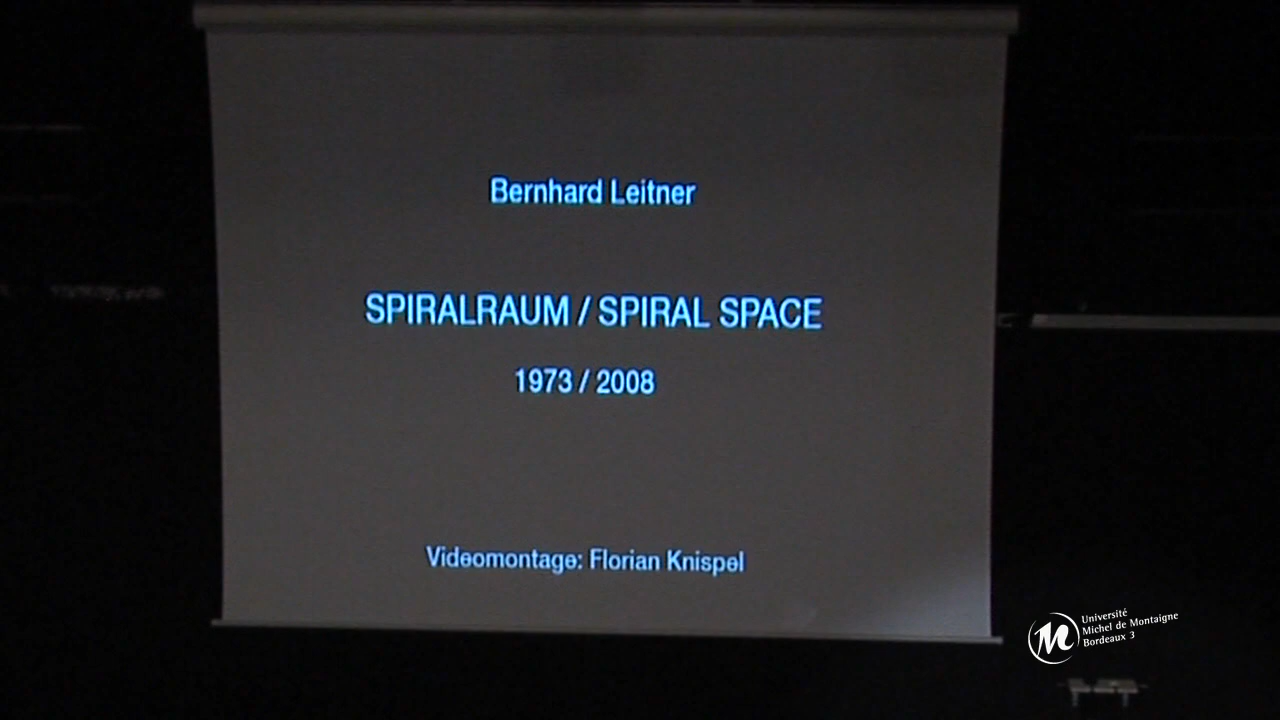 Bernhard Leitner
SPIRALRAUM / SPIRAL SPACE
1973 / 2008
Videomontage: Florian Knispel
Université
Michel de Montaigne
Bordeaux 3